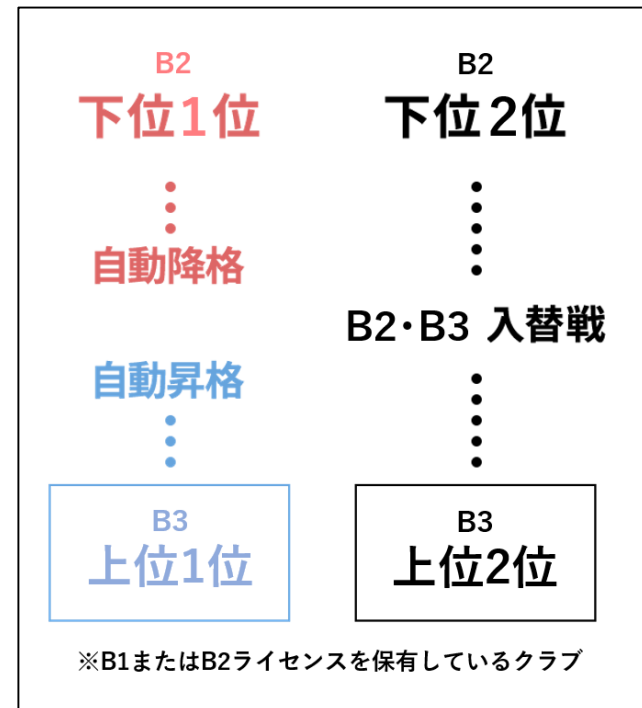 B2
下位1位
自動降格
自動昇格
B3
上位1位
B2
下位2位
B2・B3 入替戦
B3
上位2位
※B1またはB2ライセンスを保有しているクラブ